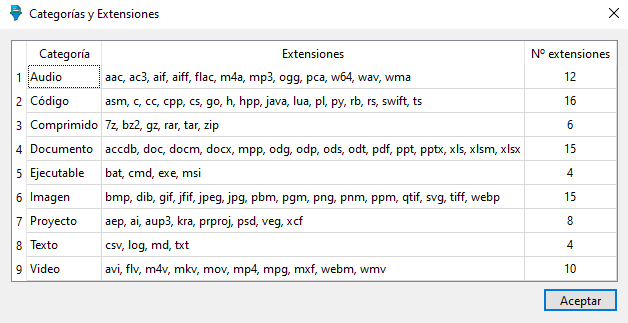 Categorías y Extensiones
Categoría Extensiones Nº extensiones
1 Audio aac, ac3, aif, aiff, flac, m4a, mp3, ogg, pca, w64, wav, wma 12
2 Código asm, c, cc, cpp, cs, go, h, hpp, java, lua, pl, py, rb, rs, swift, ts 16
3 Comprimido 7z, bz2, gz, rar, tar, zip 6
4 Documento accdb, doc, docm, docx, mpp, odg, odp, ods, odt, pdf, ppt, pptx, xls, xlsm, xlsx 15
5 Ejecutable bat, cmd, exe, msi 4
6 Imagen bmp, dib, gif, jfif, jpeg, jpg, pbm, pgm, png, pnm, ppm, qtif, svg, tiff, webp 15
7 Proyecto aep, ai, aup3, kra, prproj, psd, veg, xcf 8
8 Texto csv, log, md, txt 4
9 Video avi, flv, m4v, mkv, mov, mp4, mpg, mxf, webm, wmv 10
Aceptar